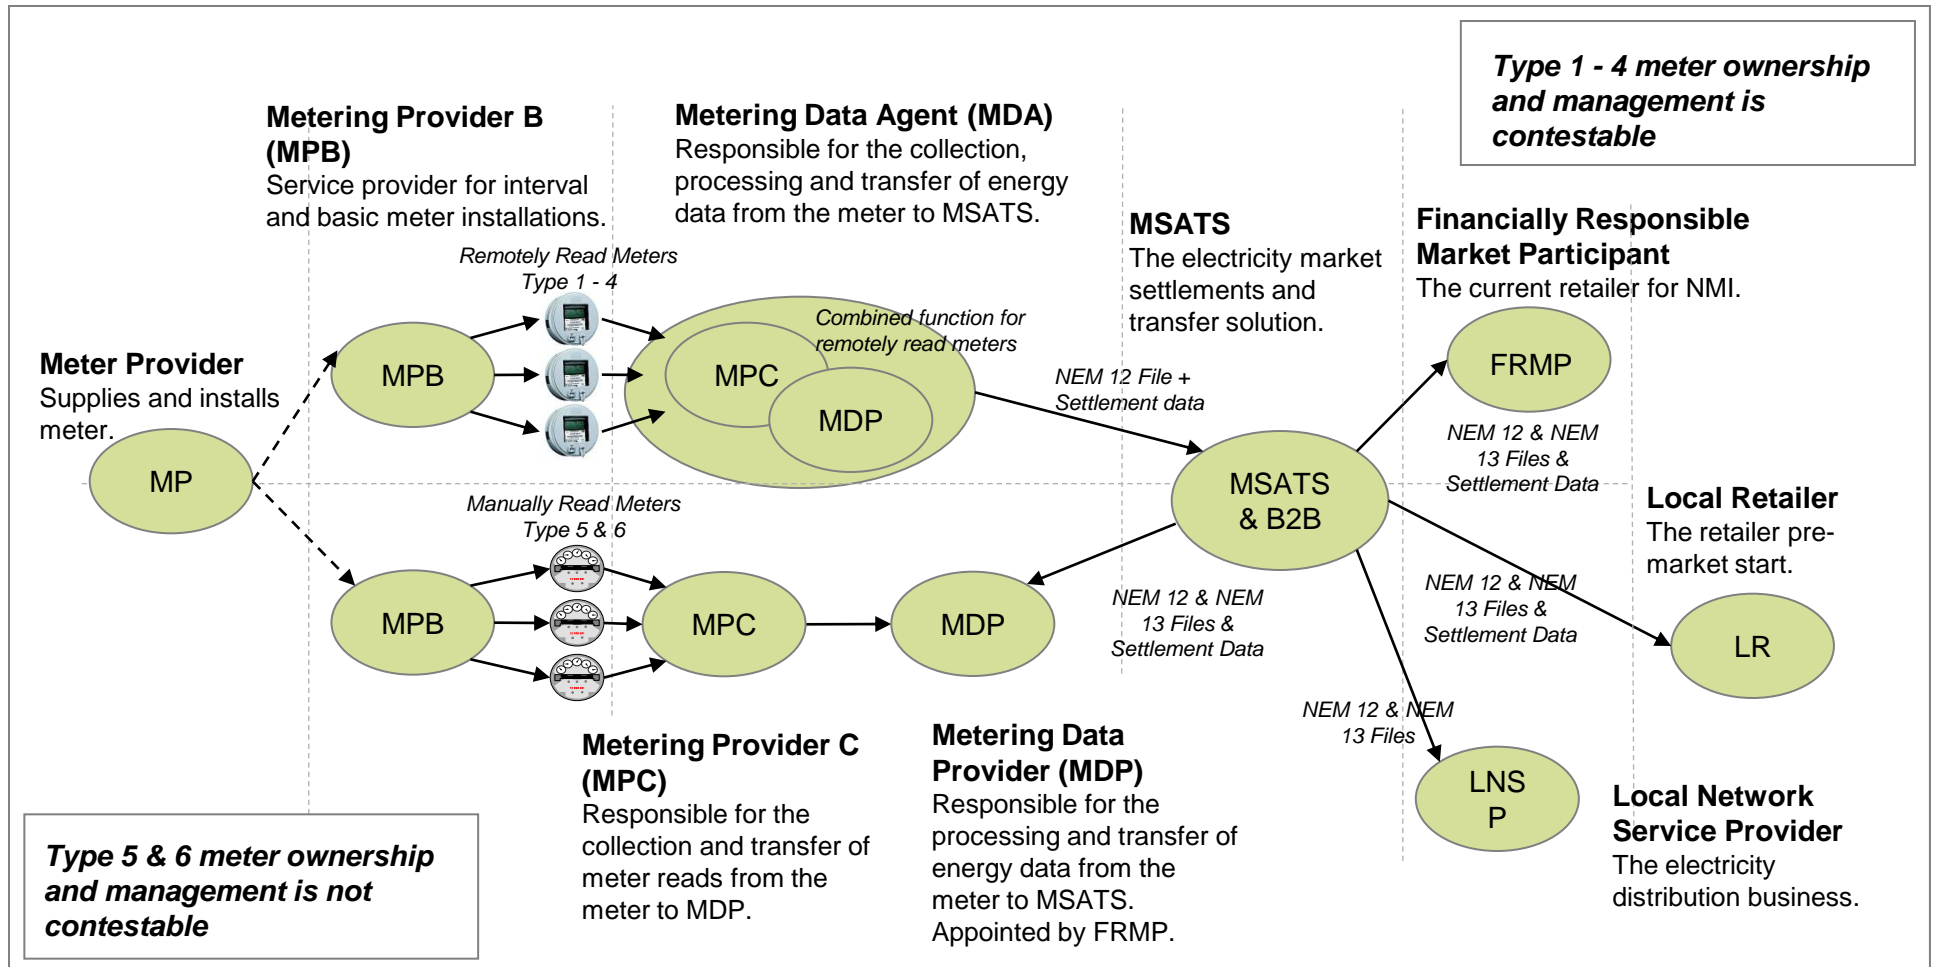 Type 1 - 4 meter ownership
and management is
contestable
Metering Provider B
(MPB)
Service provider for interval
and basic meter installations.
Metering Data Agent (MDA)
Responsible for the collection,
processing and transfer of energy
data from the meter to MSATS.
MSATS
The electricity market
settlements and
transfer solution.
Financially Responsible
Market Participant
The current retailer for NMI.
Remotely Read Meters
Type 1 - 4
Combined function for
remotely read meters
Meter Provider
Supplies and installs
meter.
MP
MPB
MPC
MDP
NEM 12 File +
Settlement data
FRMP
NEM 12 & NEM
13 Files &
Settlement Data
MSATS
& B2B
Local Retailer
The retailer pre-
market start.
LR
Manually Read Meters
Type 5 & 6
MPB
MPC
MDP
NEM 12 & NEM
13 Files &
Settlement Data
NEM 12 & NEM
13 Files &
Settlement Data
NEM 12 & NEM
13 Files
LNS
P
Local Network
Service Provider
The electricity
distribution business.
Metering Provider C
(MPC)
Responsible for the
collection and transfer of
meter reads from the
meter to MDP.
Metering Data
Provider (MDP)
Responsible for the
processing and transfer of
energy data from the
meter to MSATS.
Appointed by FRMP.
Type 5 & 6 meter ownership
and management is not
contestable